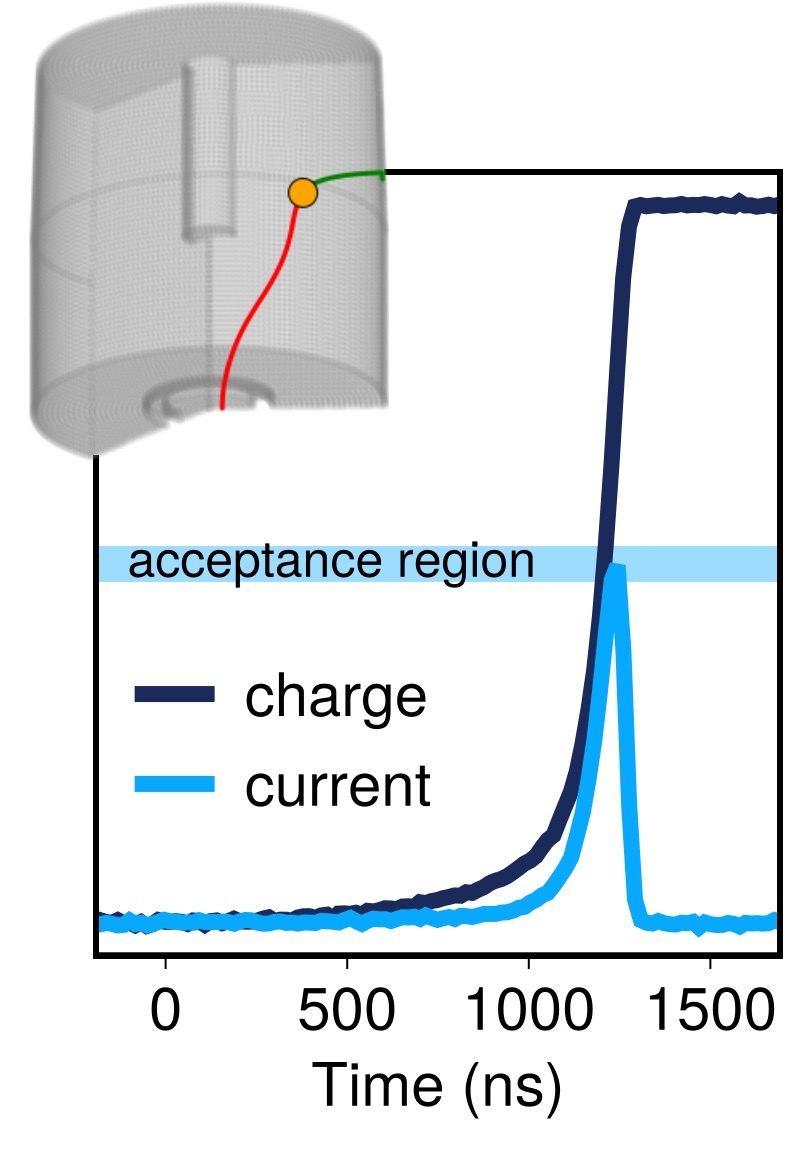 acceptance region
charge
current
0 500 1000 1500
Time (ns)